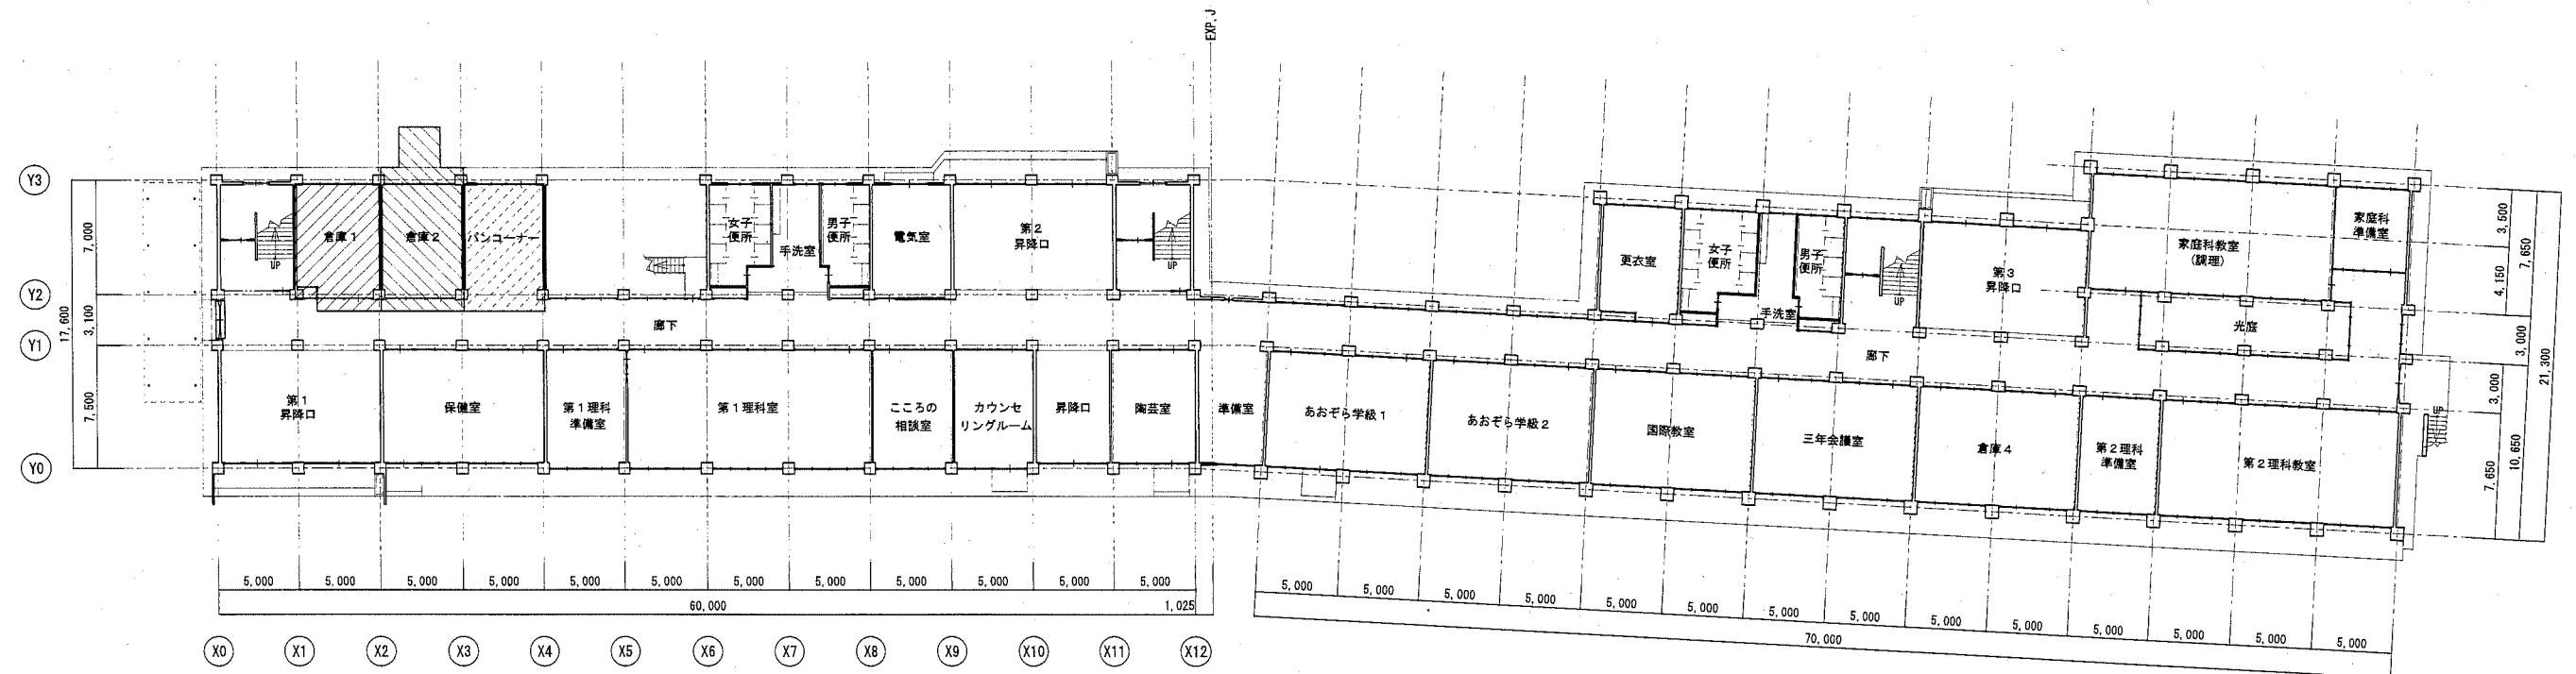 EXP.J
Y3
Y2
Y1
Y0
17,600
7,000
3,100
7,500
倉庫1
倉庫2
パンコーナー
UP
女子
便所
手洗室
男子
便所
電気室
第2
昇降口
UP
廊下
第1
昇降口
保健室
第1理科
準備室
第1理科室
こころの
相談室
カウンセ
リングルーム
昇降口
陶芸室
準備室
あおぞら学級1
あおぞら学級2
国際教室
三年会議室
倉庫4
第2理科
準備室
第2理科教室
更衣室
女子
便所
手洗室
男子
便所
UP
第3
昇降口
家庭科教室
(調理)
家庭科
準備室
光庭
廊下
UP
3,500
4,150
7,650
3,000
21,300
3,000
7,650
10,650
5,000
5,000
5,000
5,000
5,000
5,000
5,000
5,000
5,000
5,000
5,000
5,000
60,000
1,025
5,000
5,000
5,000
5,000
5,000
5,000
5,000
5,000
5,000
5,000
5,000
5,000
5,000
5,000
70,000
X0
X1
X2
X3
X4
X5
X6
X7
X8
X9
X10
X11
X12